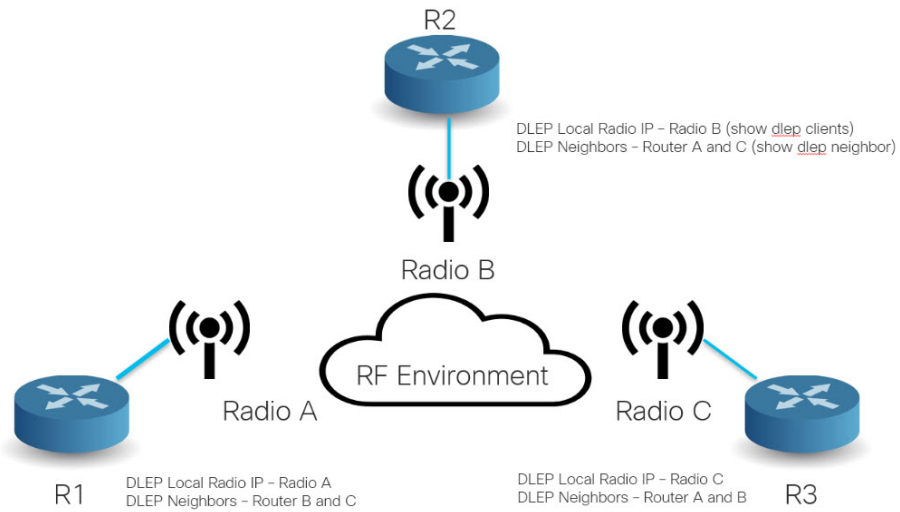 R2
DLEP Local Radio IP – Radio B (show dlep clients)
DLEP Neighbors – Router A and C (show dlep neighbor)
Radio B
RF Environment
Radio A
Radio C
R1
DLEP Local Radio IP – Radio A
DLEP Neighbors – Router B and C
DLEP Local Radio IP – Radio C
DLEP Neighbors – Router A and B
R3